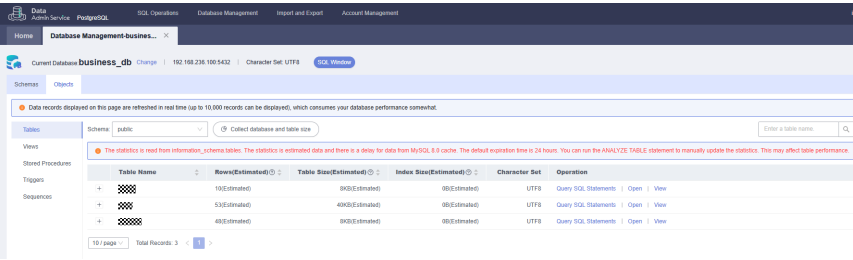 Data
Admin Service PostgreSQL SQL Operations Database Management Import and Export Account Management
Home Database Management-busines... ×
Current Database business_db Change | 192.168.236.100:5432 | Character Set: UTF8 SQL Window
Schemas Objects
Data records displayed on this page are refreshed in real time (up to 10,000 records can be displayed), which consumes your database performance somewhat.
Tables Schema: public Collect database and table size Enter a table name
Views The statistics is read from information_schema.tables. The statistics is estimated data and there is a delay for data from MySQL 8.0 cache. The default expiration time is 24 hours. You can run the ANALYZE TABLE statement to manually update the statistics. This may affect table performance.
Stored Procedures
Triggers
Sequences
Table Name Rows(Estimated) Table Size(Estimated) Index Size(Estimated) Character Set Operation
+ 10(Estimated) 8KB(Estimated) 0B(Estimated) UTF8 Query SQL Statements | Open | View
+ 53(Estimated) 40KB(Estimated) 0B(Estimated) UTF8 Query SQL Statements | Open | View
+ 48(Estimated) 8KB(Estimated) 0B(Estimated) UTF8 Query SQL Statements | Open | View
10 / page Total Records: 3 < 1 >